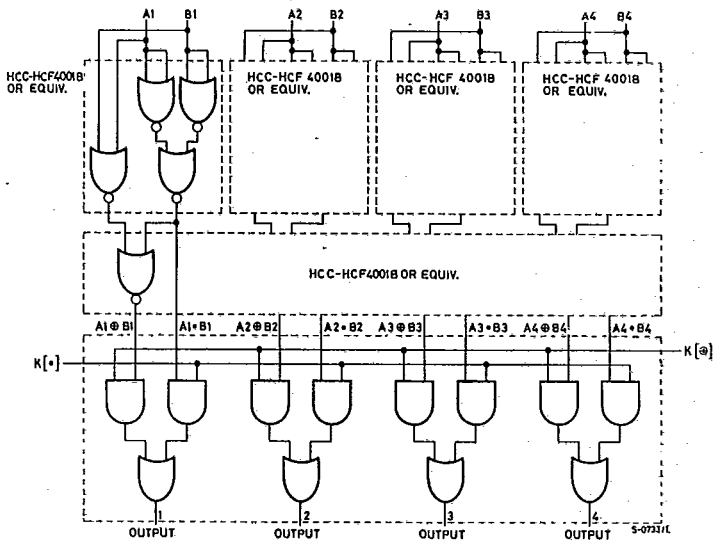 A1 B1 A2 B2 A3 B3 A4 B4
HCC-HCF4001B
OR EQUIV.
HCC-HCF 4001B
OR EQUIV.
HCC-HCF 4001B
OR EQUIV.
HCC-HCF 4001B
OR EQUIV.
HCC-HCF4001B OR EQUIV.
A1⊕B1 A1•B1 A2⊕B2 A2•B2 A3⊕B3 A3•B3 A4⊕B4 A4•B4
K[⊕]
K[•]
1 2 3 4
OUTPUT OUTPUT OUTPUT OUTPUT